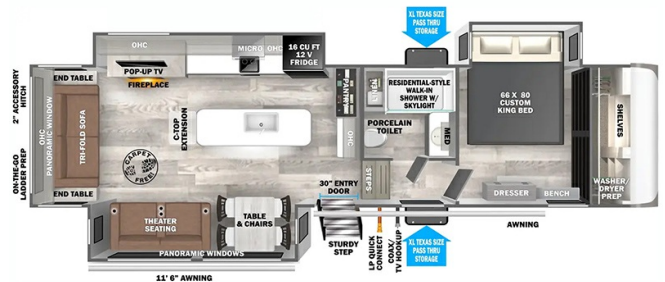 XL TEXAS SIZE
PASS THRU
STORAGE
OHC
MICRO
OHC
16 CU FT
12 V
FRIDGE
POP-UP TV
FIREPLACE
END TABLE
2" ACCESSORY
HITCH
OHC
PANORAMIC WINDOW
TRI-FOLD SOFA
ON-THE-GO
LADDER PREP
END TABLE
C-TOP
EXTENSION
CARPET
FREE
PANTRY
OHC
LINEN
RESIDENTIAL-STYLE
WALK-IN
SHOWER W/
SKYLIGHT
PORCELAIN
TOILET
MED
66 X 80
CUSTOM
KING BED
SHELVES
WASHER/
DRYER
PREP
STEPS
30" ENTRY
DOOR
DRESSER
BENCH
THEATER
SEATING
TABLE
& CHAIRS
PANORAMIC WINDOWS
11' 6" AWNING
STURDY
STEP
LP QUICK
CONNECT
COAX/
TV HOOKUP
XL TEXAS SIZE
PASS THRU
STORAGE
AWNING